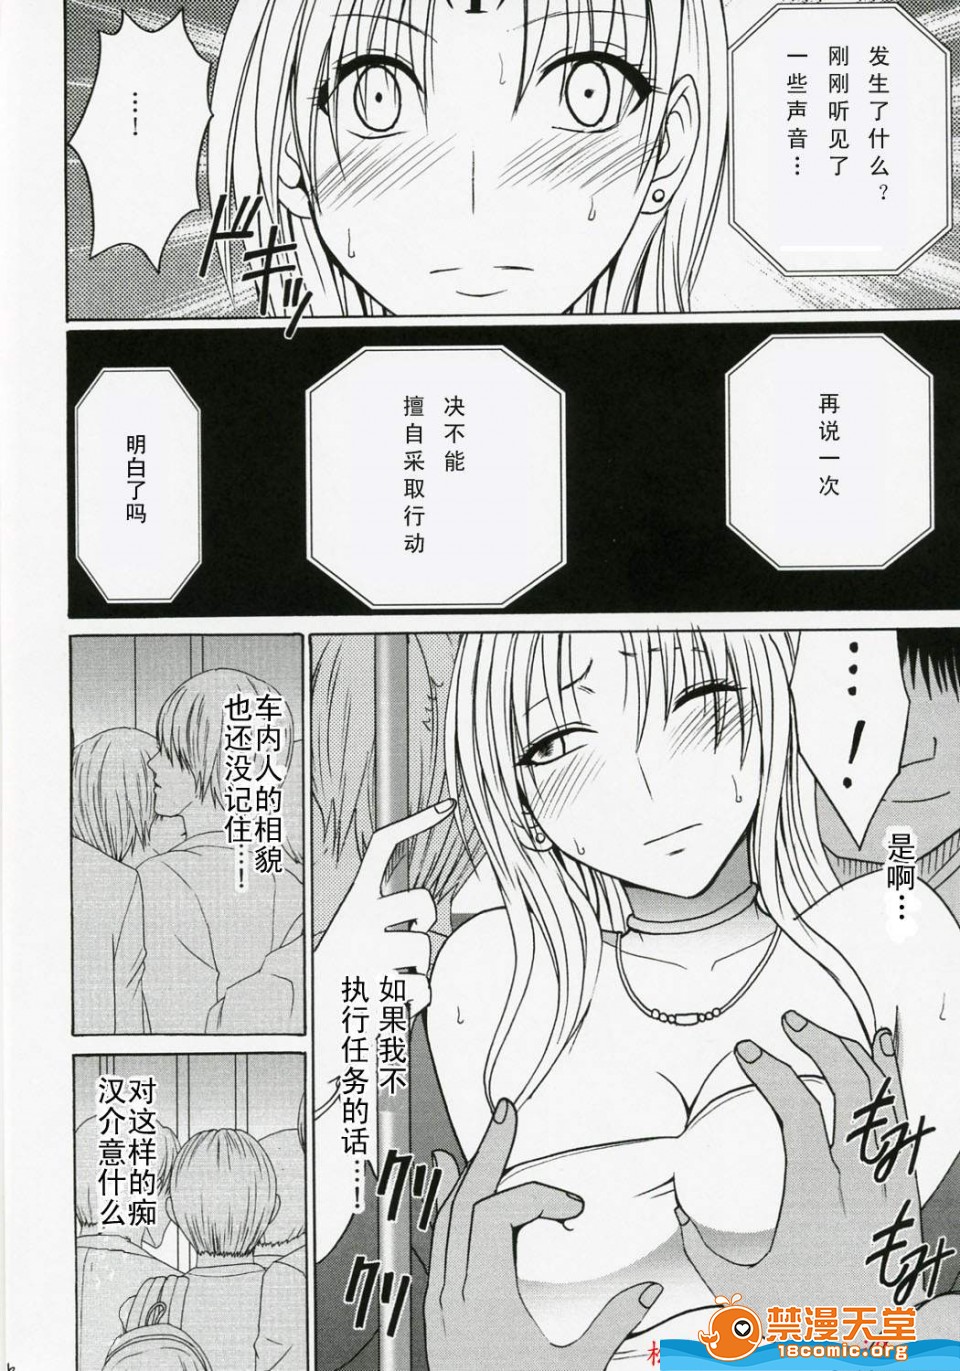 发生了什么？
刚刚听见了
一些声音…
…！
ドキッ
再说一次
决不能
擅自采取行动
明白了吗
…！
是啊…
如果我不
执行任务的话…！
车内人的相貌
也还没记住…！
对这样的痴
汉介意什么
もみっ
もみっ
クリ
クリ
禁漫天堂
18comic.org